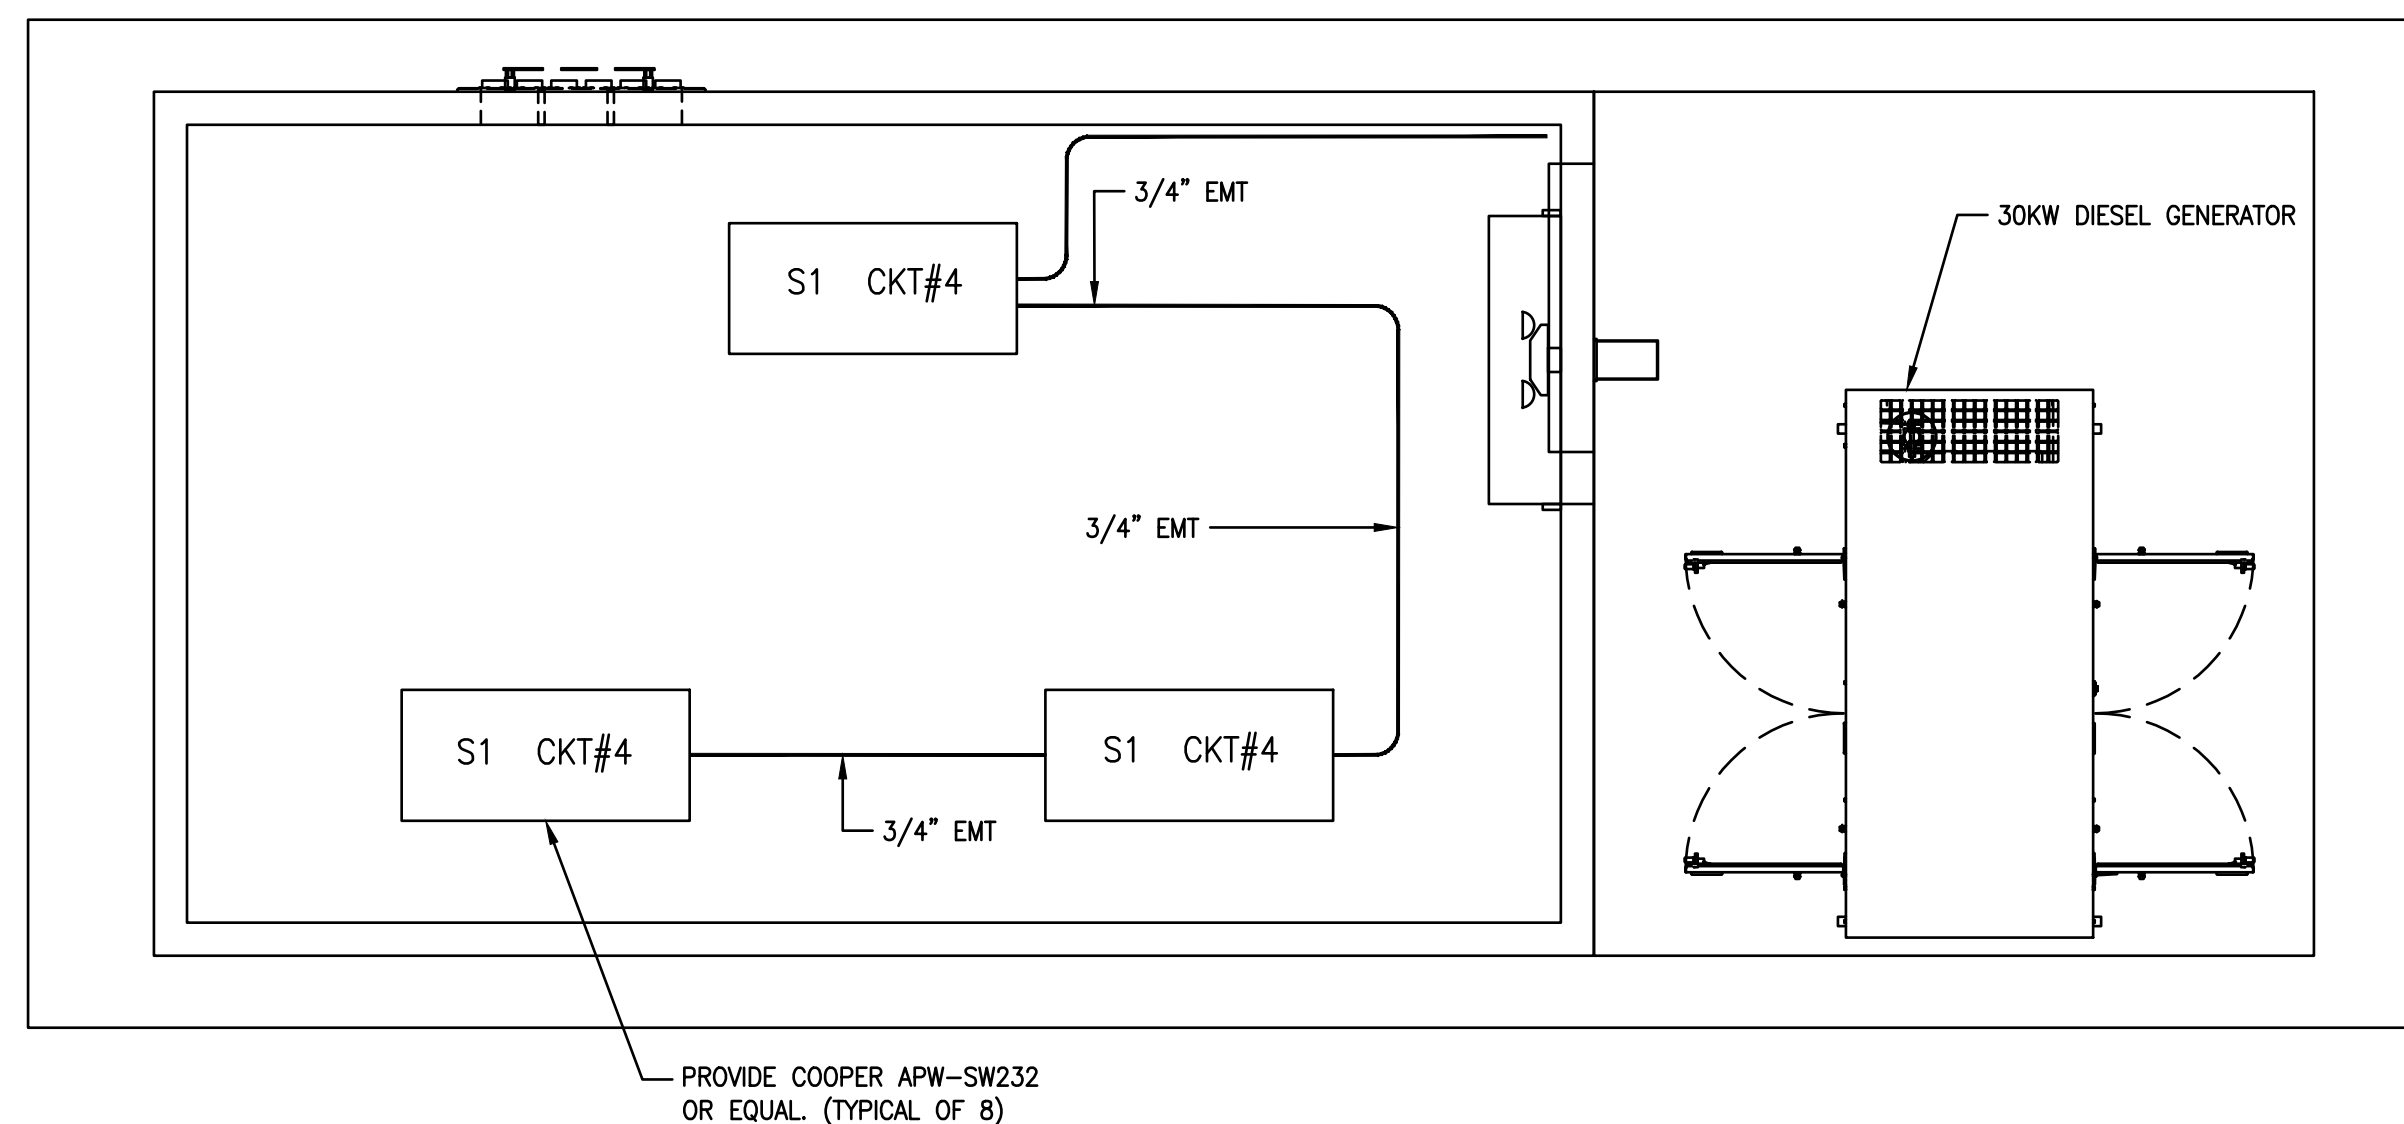 3/4" EMT
30KW DIESEL GENERATOR
S1 CKT#4
3/4" EMT
S1 CKT#4
S1 CKT#4
3/4" EMT
PROVIDE COOPER APW-SW232
OR EQUAL. (TYPICAL OF 8)